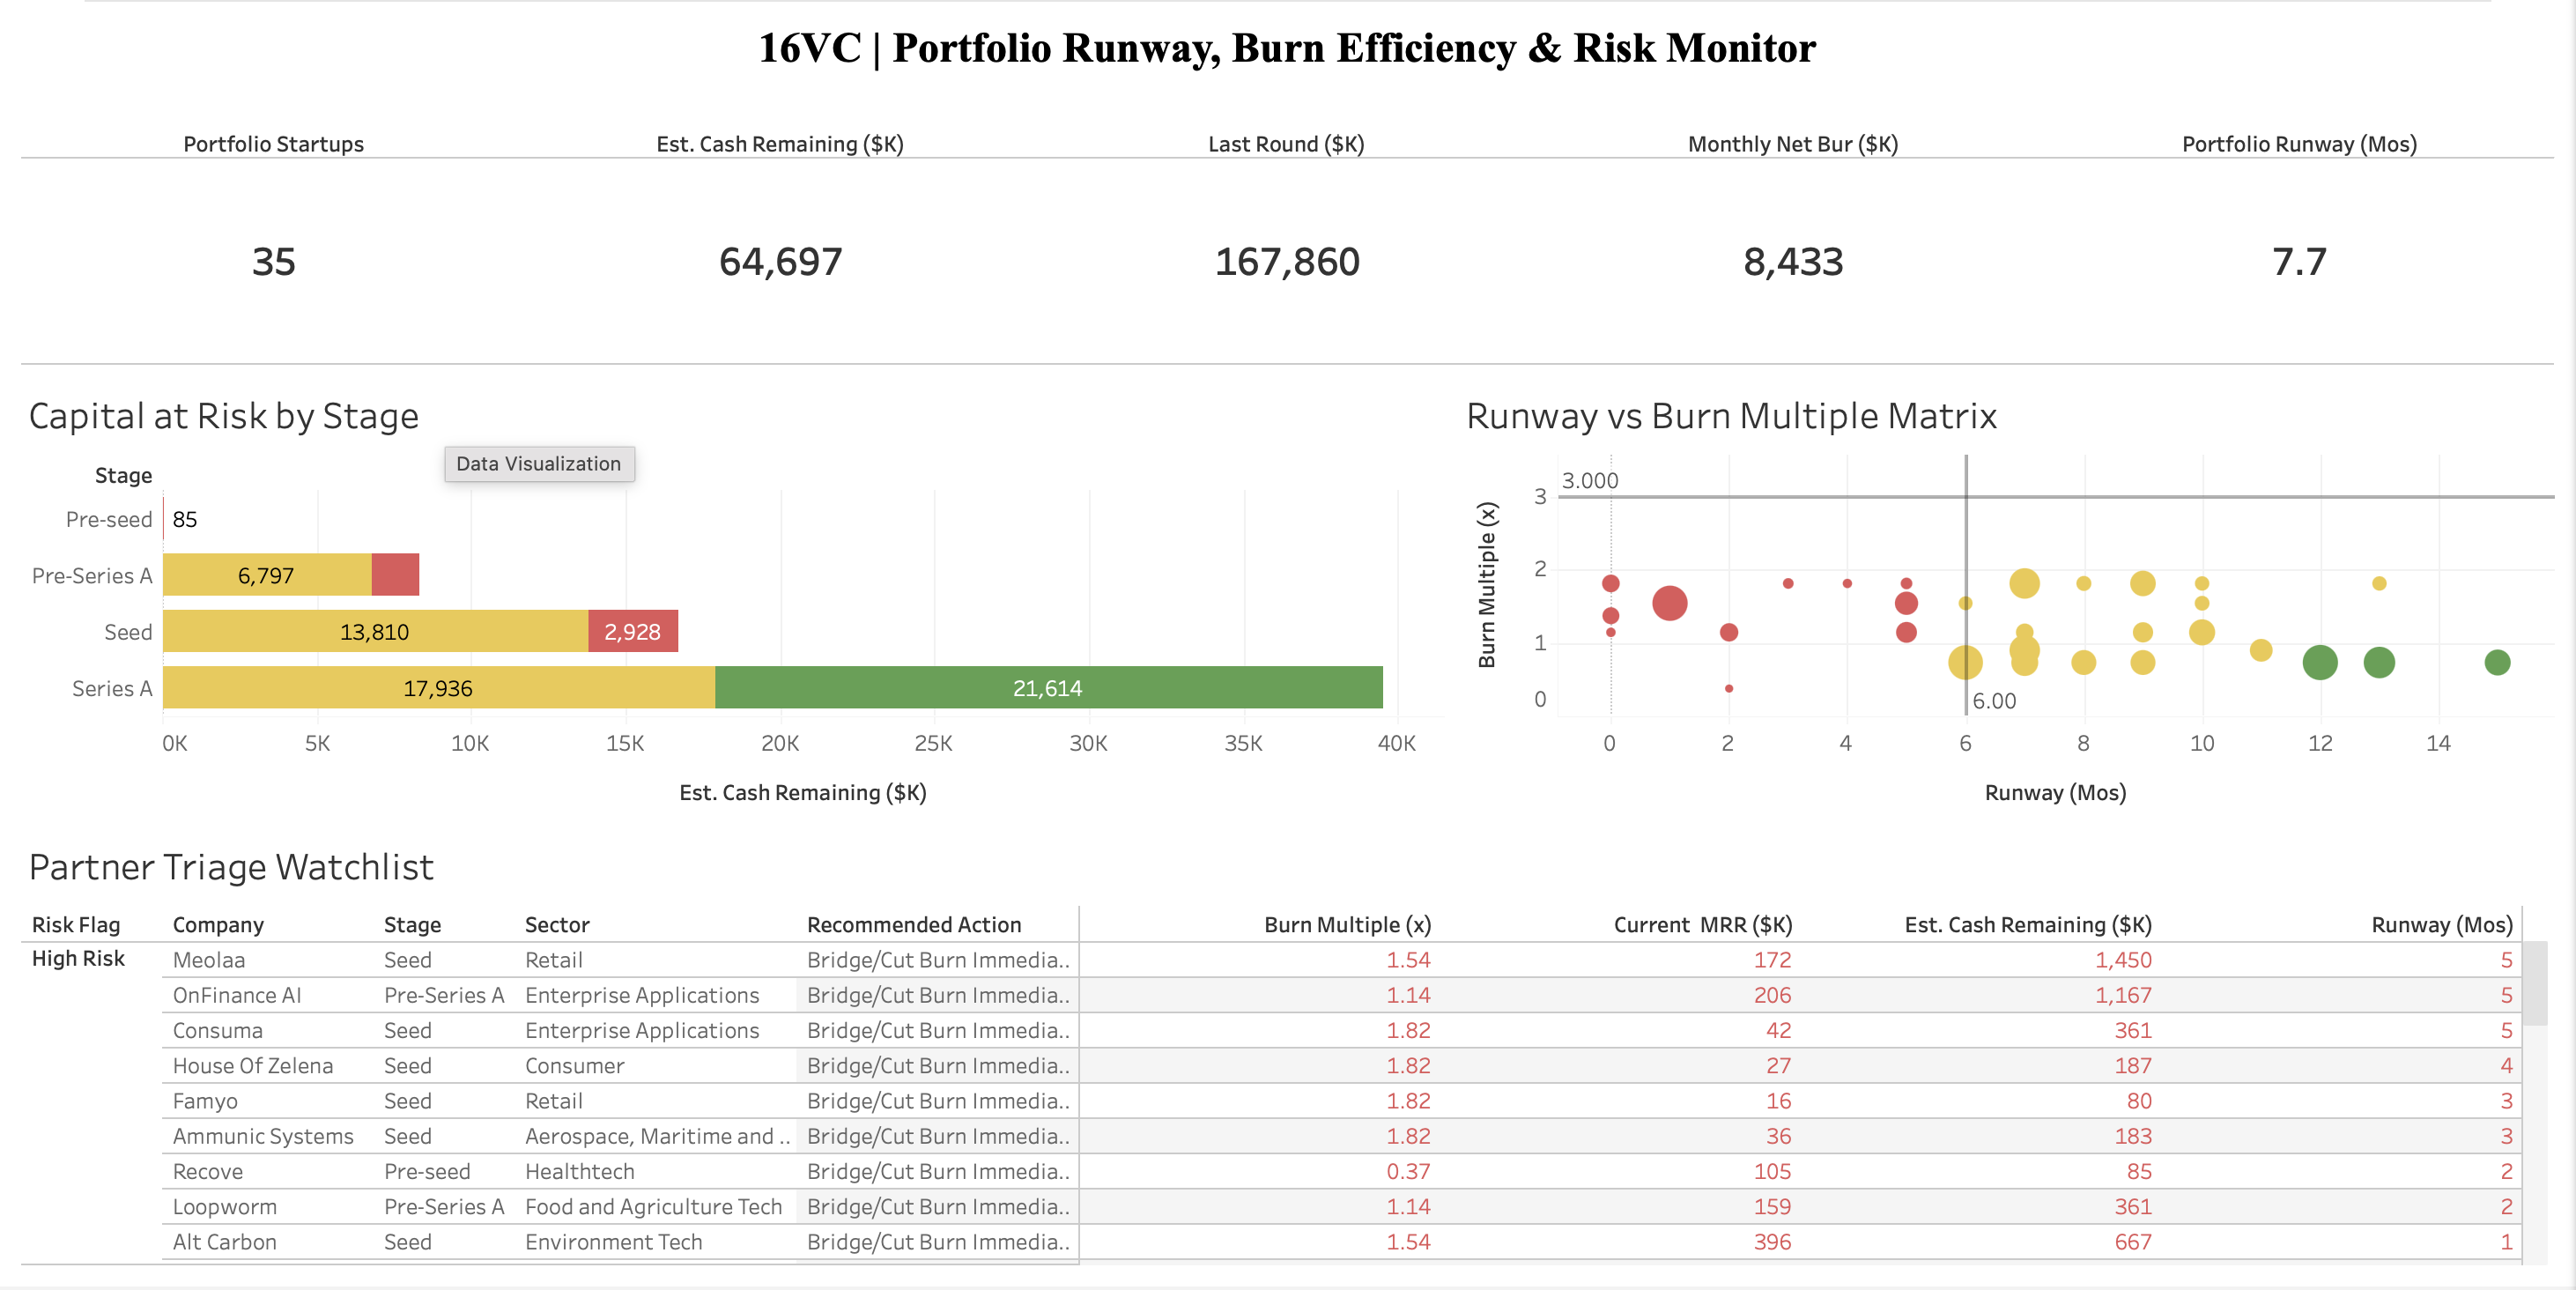 16VC | Portfolio Runway, Burn Efficiency & Risk Monitor
Portfolio Startups Est. Cash Remaining ($K) Last Round ($K) Monthly Net Bur ($K) Portfolio Runway (Mos)
35 64,697 167,860 8,433 7.7
Capital at Risk by Stage
Data Visualization
Stage
Pre-seed 85
Pre-Series A 6,797
Seed 13,810 2,928
Series A 17,936 21,614
0K 5K 10K 15K 20K 25K 30K 35K 40K
Est. Cash Remaining ($K)
Runway vs Burn Multiple Matrix
3.000
3
2
1
0
Burn Multiple (x)
6.00
0 2 4 6 8 10 12 14
Runway (Mos)
Partner Triage Watchlist
Risk Flag Company Stage Sector Recommended Action Burn Multiple (x) Current MRR ($K) Est. Cash Remaining ($K) Runway (Mos)
High Risk Meolaa Seed Retail Bridge/Cut Burn Immedia.. 1.54 172 1,450 5
OnFinance AI Pre-Series A Enterprise Applications Bridge/Cut Burn Immedia.. 1.14 206 1,167 5
Consuma Seed Enterprise Applications Bridge/Cut Burn Immedia.. 1.82 42 361 5
House Of Zelena Seed Consumer Bridge/Cut Burn Immedia.. 1.82 27 187 4
Famyo Seed Retail Bridge/Cut Burn Immedia.. 1.82 16 80 3
Ammunic Systems Seed Aerospace, Maritime and .. Bridge/Cut Burn Immedia.. 1.82 36 183 3
Recove Pre-seed Healthtech Bridge/Cut Burn Immedia.. 0.37 105 85 2
Loopworm Pre-Series A Food and Agriculture Tech Bridge/Cut Burn Immedia.. 1.14 159 361 2
Alt Carbon Seed Environment Tech Bridge/Cut Burn Immedia.. 1.54 396 667 1